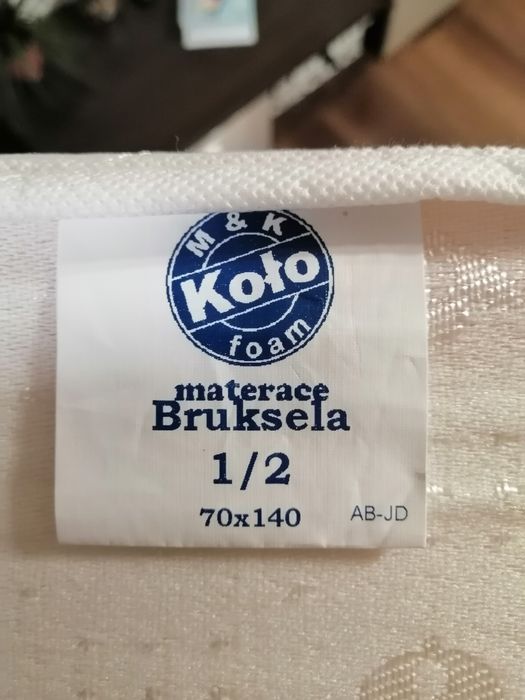 M & K
Koło
foam
materace
Bruksela
1/2
70x140
AB-JD